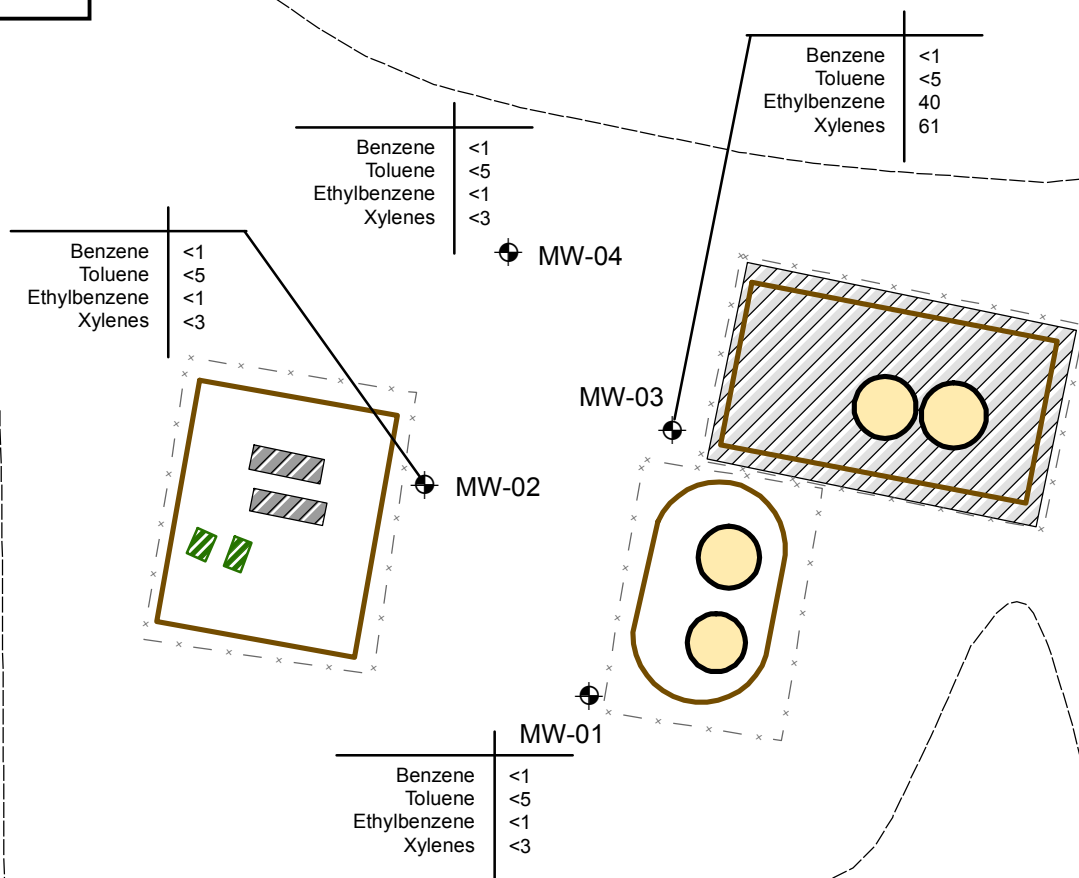 Benzene <1
Toluene <5
Ethylbenzene 40
Xylenes 61
Benzene <1
Toluene <5
Ethylbenzene <1
Xylenes <3
MW-04
Benzene <1
Toluene <5
Ethylbenzene <1
Xylenes <3
MW-03
MW-02
MW-01
Benzene <1
Toluene <5
Ethylbenzene <1
Xylenes <3